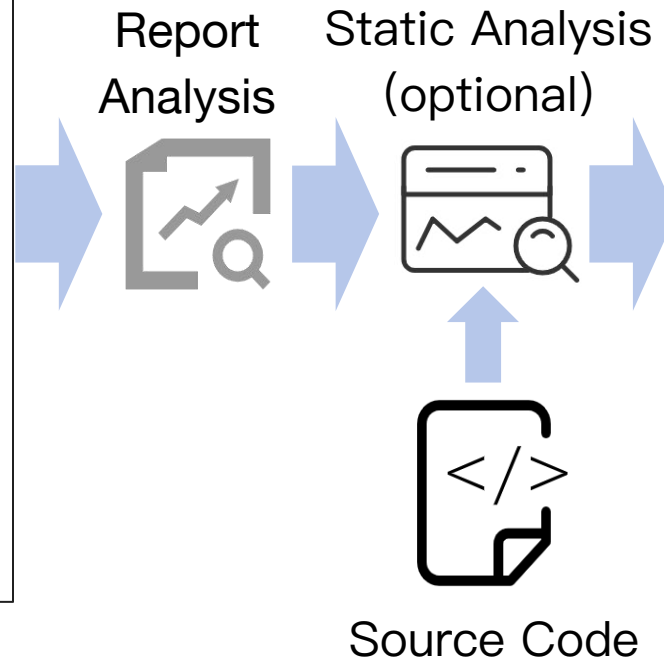 Report
Analysis
Static Analysis
(optional)
</>
Source Code